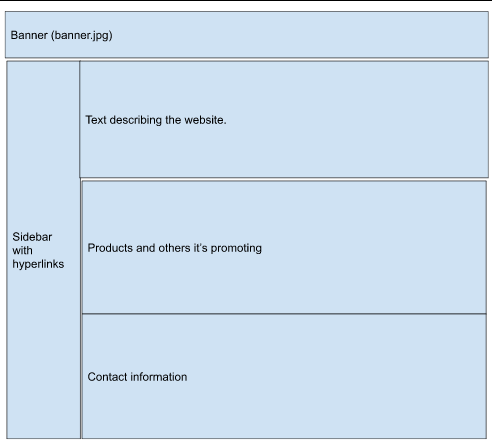 Banner (banner.jpg)
Text describing the website.
Sidebar
with
hyperlinks
Products and others it's promoting
Contact information